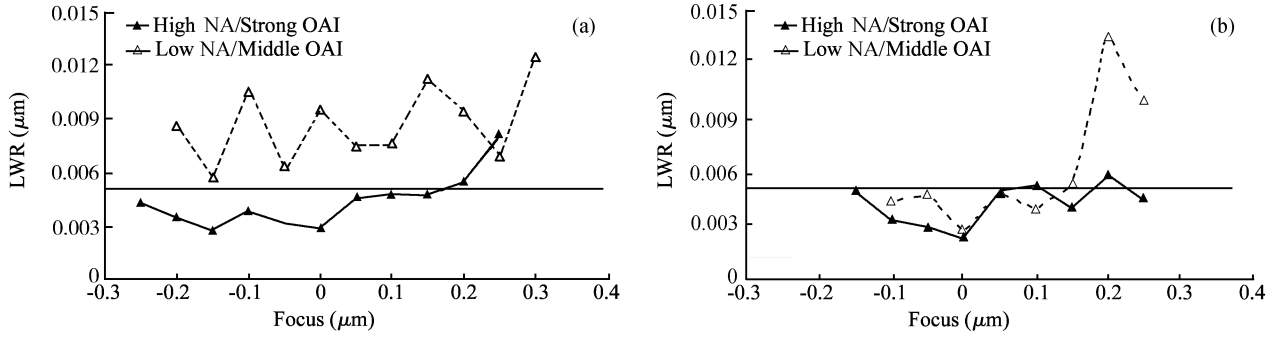 0.015
High NA/Strong OAI
(a)
Low NA/Middle OAI
0.012
0.009
0.006
0.003
0
LWR (μm)
-0.3 -0.2 -0.1 0 0.1 0.2 0.3 0.4
Focus (μm)
0.015
High NA/Strong OAI
(b)
Low NA/Middle OAI
0.012
0.009
0.006
0.003
0
LWR (μm)
-0.3 -0.2 -0.1 0 0.1 0.2 0.3 0.4
Focus (μm)